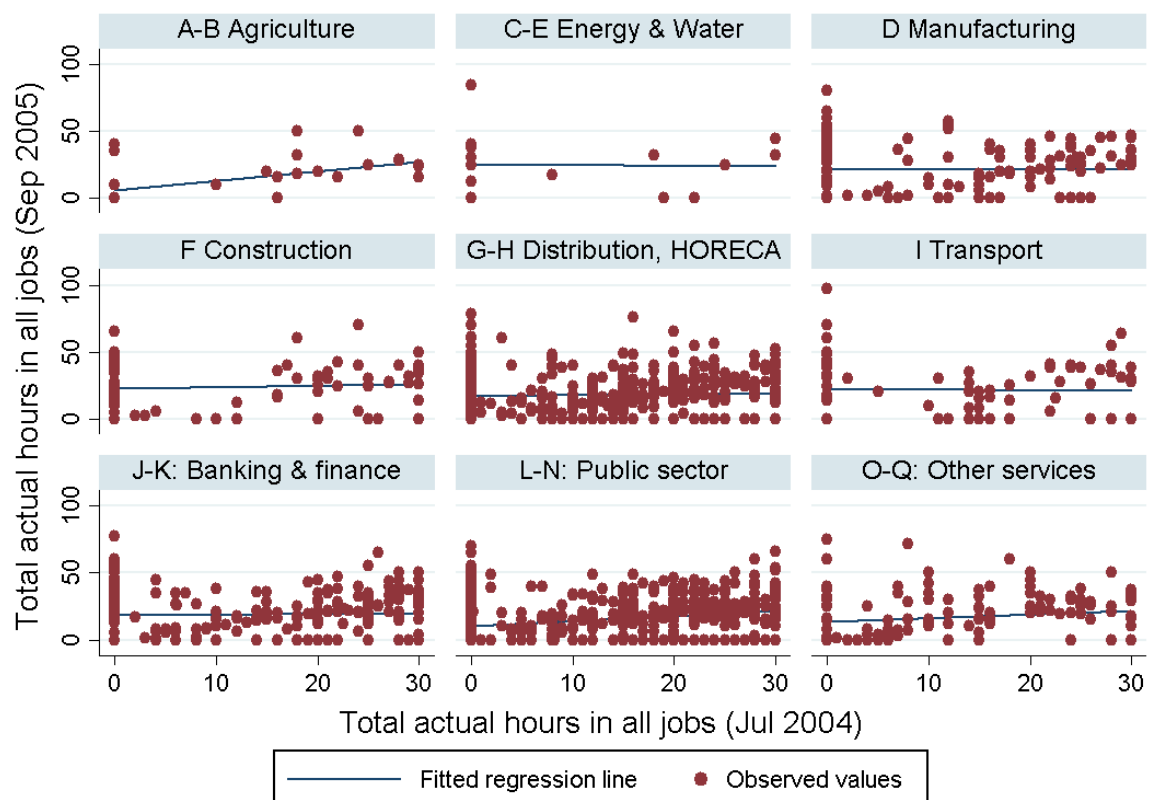 A-B Agriculture
C-E Energy & Water
D Manufacturing
F Construction
G-H Distribution, HORECA
I Transport
J-K: Banking & finance
L-N: Public sector
O-Q: Other services
Total actual hours in all jobs (Sep 2005)
100
50
0
100
50
0
100
50
0
0 10 20 30
0 10 20 30
0 10 20 30
Total actual hours in all jobs (Jul 2004)
Fitted regression line
Observed values